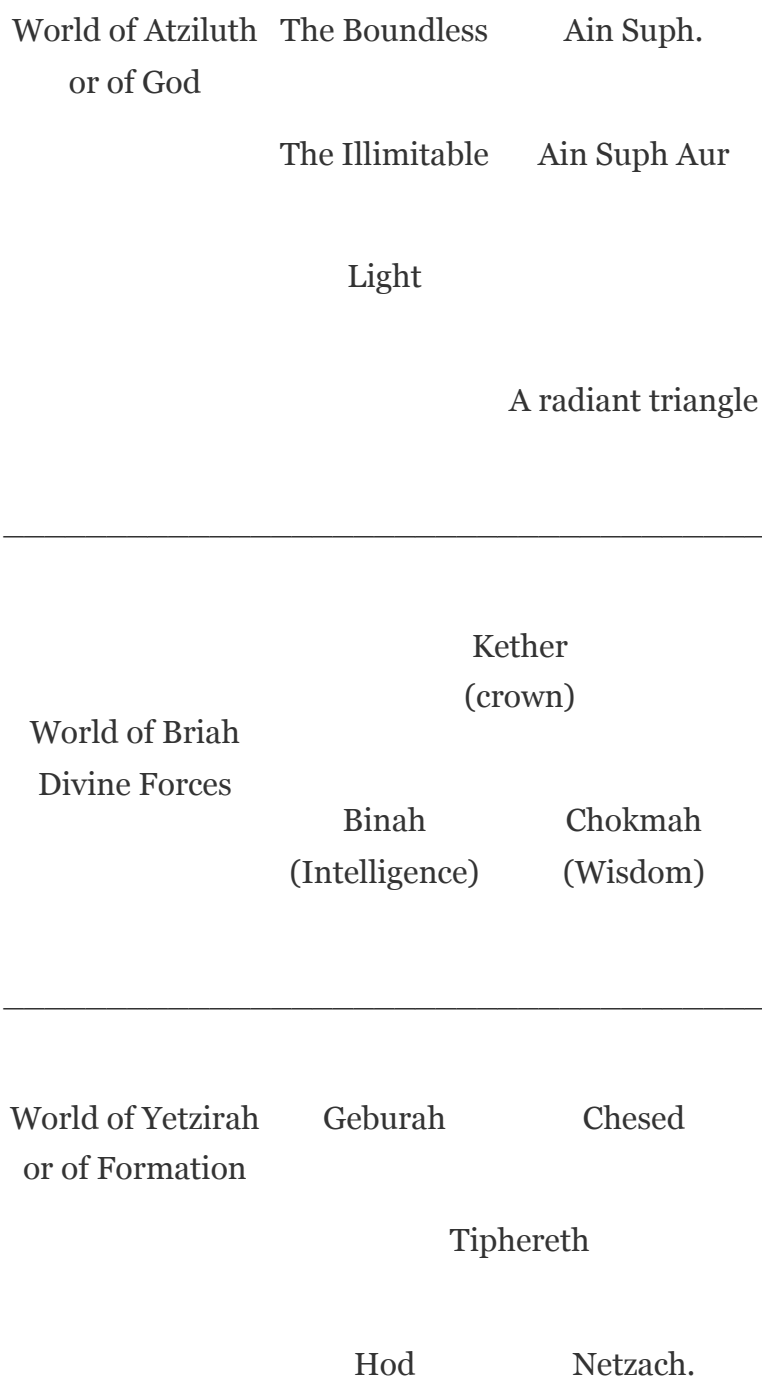 World of Atziluth The Boundless Ain Suph.
or of God
The Illimitable Ain Suph Aur
Light
A radiant triangle
Kether
(crown)
World of Briah
Divine Forces
Binah Chokmah
(Intelligence) (Wisdom)
World of Yetzirah Geburah Chesed
or of Formation
Tiphereth
Hod Netzach.